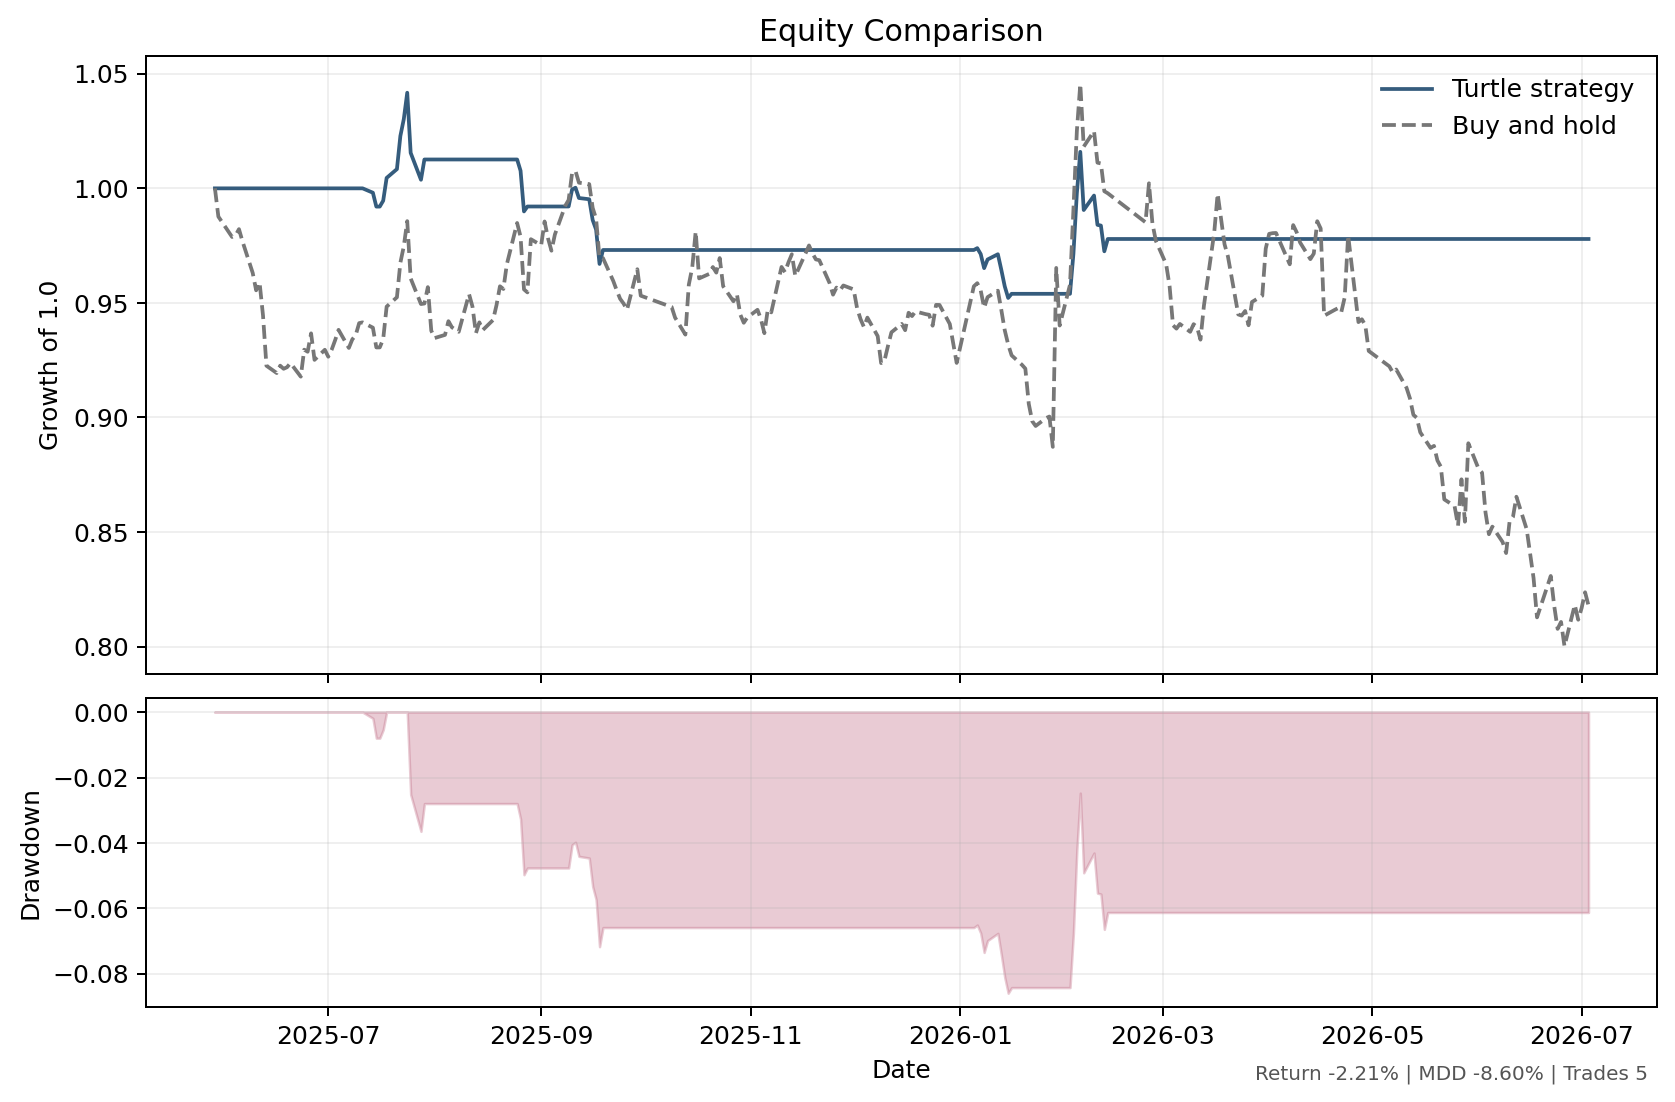 Equity Comparison
Growth of 1.0
1.05
1.00
0.95
0.90
0.85
0.80
Turtle strategy
Buy and hold
Drawdown
0.00
−0.02
−0.04
−0.06
−0.08
2025-07 2025-09 2025-11 2026-01 2026-03 2026-05 2026-07
Date
Return -2.21% | MDD -8.60% | Trades 5